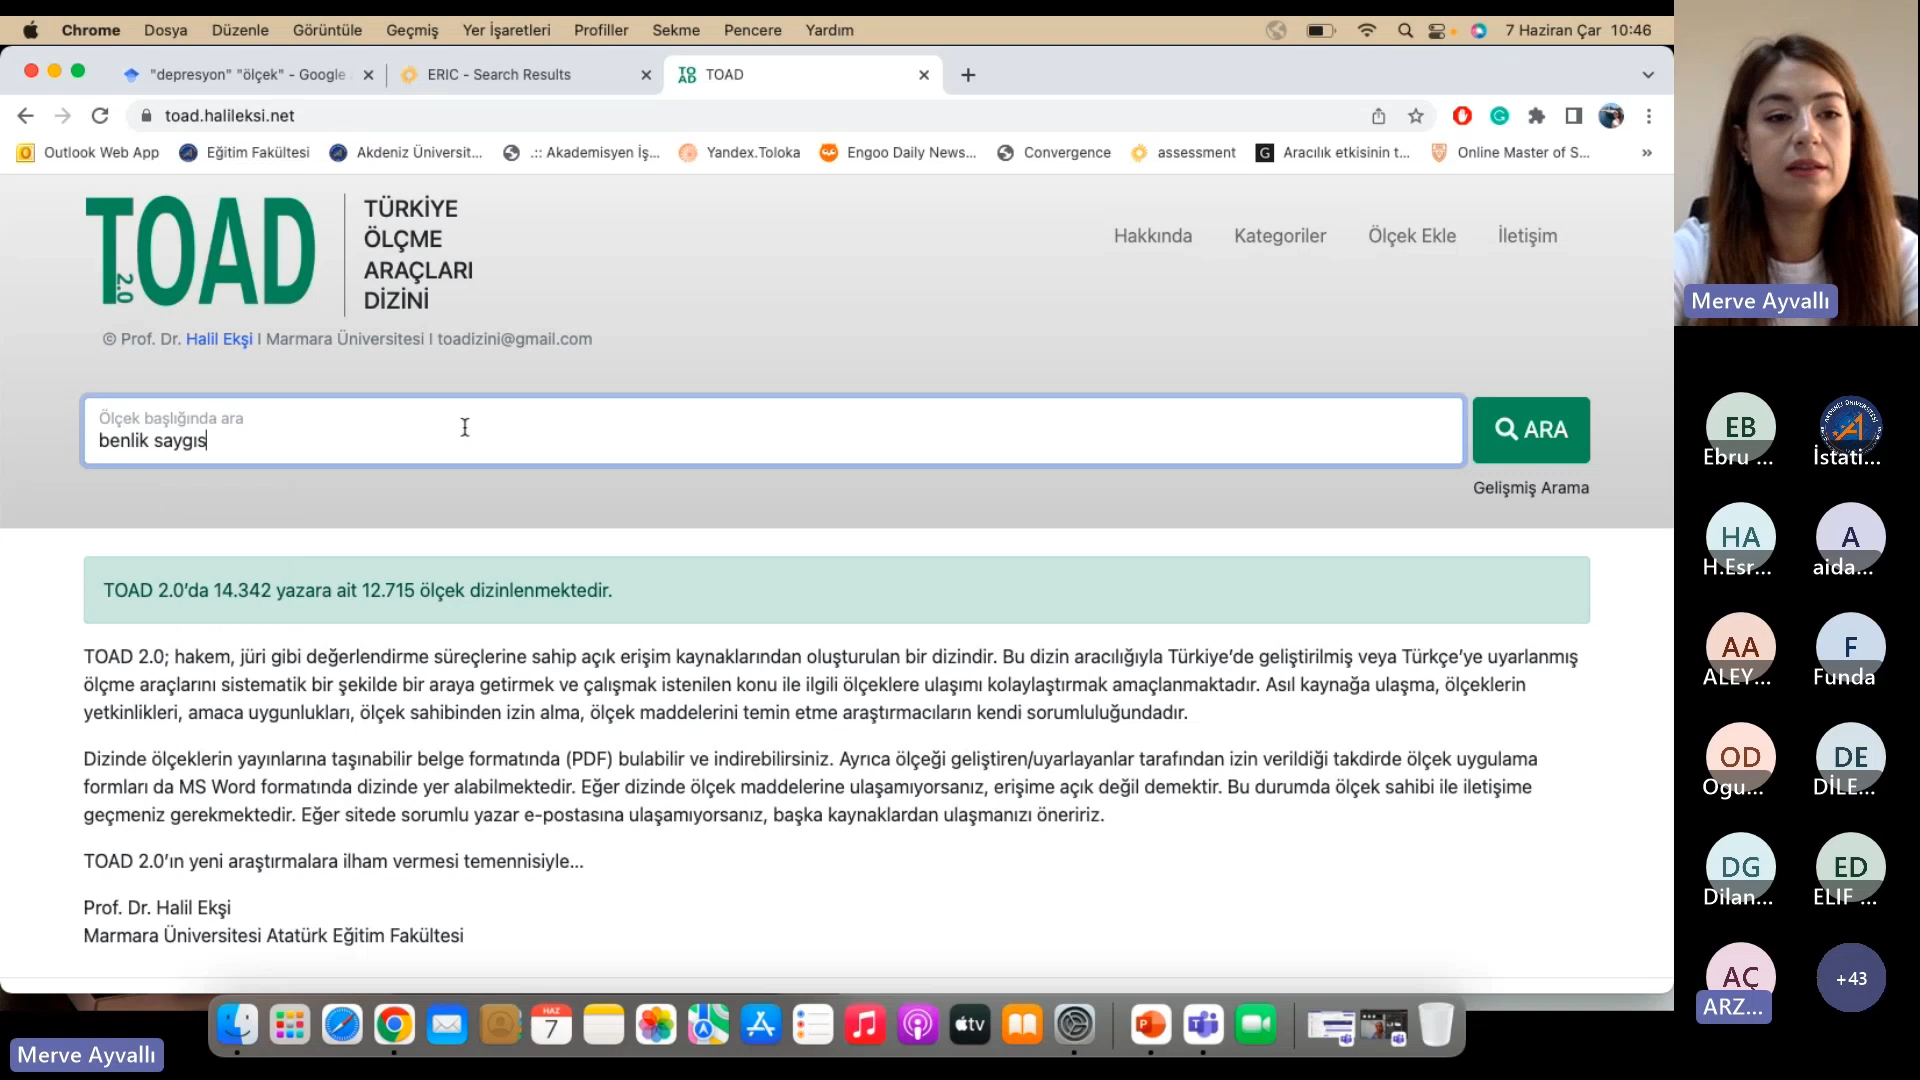 Chrome Dosya Düzenle Görüntüle Geçmiş Yer İşaretleri Profiller Sekme Pencere Yardım 7 Haziran Çar 10:46
"depresyon" "ölçek" - Google
ERIC - Search Results
TOAD
toad.halileksi.net
Outlook Web App Eğitim Fakültesi Akdeniz Üniversit... .:: Akademisyen İş... Yandex.Toloka Engoo Daily News... Convergence assessment Aracılık etkisinin t... Online Master of S... »
TOAD 2.0
TÜRKİYE
ÖLÇME
ARAÇLARI
DİZİNİ
Hakkında Kategoriler Ölçek Ekle İletişim
© Prof. Dr. Halil Ekşi I Marmara Üniversitesi I toadizini@gmail.com
Ölçek başlığında ara
benlik saygıs
ARA
Gelişmiş Arama
TOAD 2.0’da 14.342 yazara ait 12.715 ölçek dizinlenmektedir.
TOAD 2.0; hakem, jüri gibi değerlendirme süreçlerine sahip açık erişim kaynaklarından oluşturulan bir dizindir. Bu dizin aracılığıyla Türkiye’de geliştirilmiş veya Türkçe’ye uyarlanmış
ölçme araçlarını sistematik bir şekilde bir araya getirmek ve çalışmak istenilen konu ile ilgili ölçeklere ulaşımı kolaylaştırmak amaçlanmaktadır. Asıl kaynağa ulaşma, ölçeklerin
yetkinlikleri, amaca uygunlukları, ölçek sahibinden izin alma, ölçek maddelerini temin etme araştırmacıların kendi sorumluluğundadır.
Dizinde ölçeklerin yayınlarına taşınabilir belge formatında (PDF) bulabilir ve indirebilirsiniz. Ayrıca ölçeği geliştiren/uyarlayanlar tarafından izin verildiği takdirde ölçek uygulama
formları da MS Word formatında dizinde yer alabilmektedir. Eğer dizinde ölçek maddelerine ulaşamıyorsanız, erişime açık değil demektir. Bu durumda ölçek sahibi ile iletişime
geçmeniz gerekmektedir. Eğer sitede sorumlu yazar e-postasına ulaşamıyorsanız, başka kaynaklardan ulaşmanızı öneririz.
TOAD 2.0’ın yeni araştırmalara ilham vermesi temennisiyle...
Prof. Dr. Halil Ekşi
Marmara Üniversitesi Atatürk Eğitim Fakültesi
HAZ
7
tv
Merve Ayvallı
Merve Ayvallı
EB
Ebru ...
İstati...
HA
H.Esr...
A
aida...
AA
ALEY...
F
Funda
OD
Ogu...
DE
DİLE...
DG
Dilan...
ED
ELIF ...
AÇ
ARZ...
+43